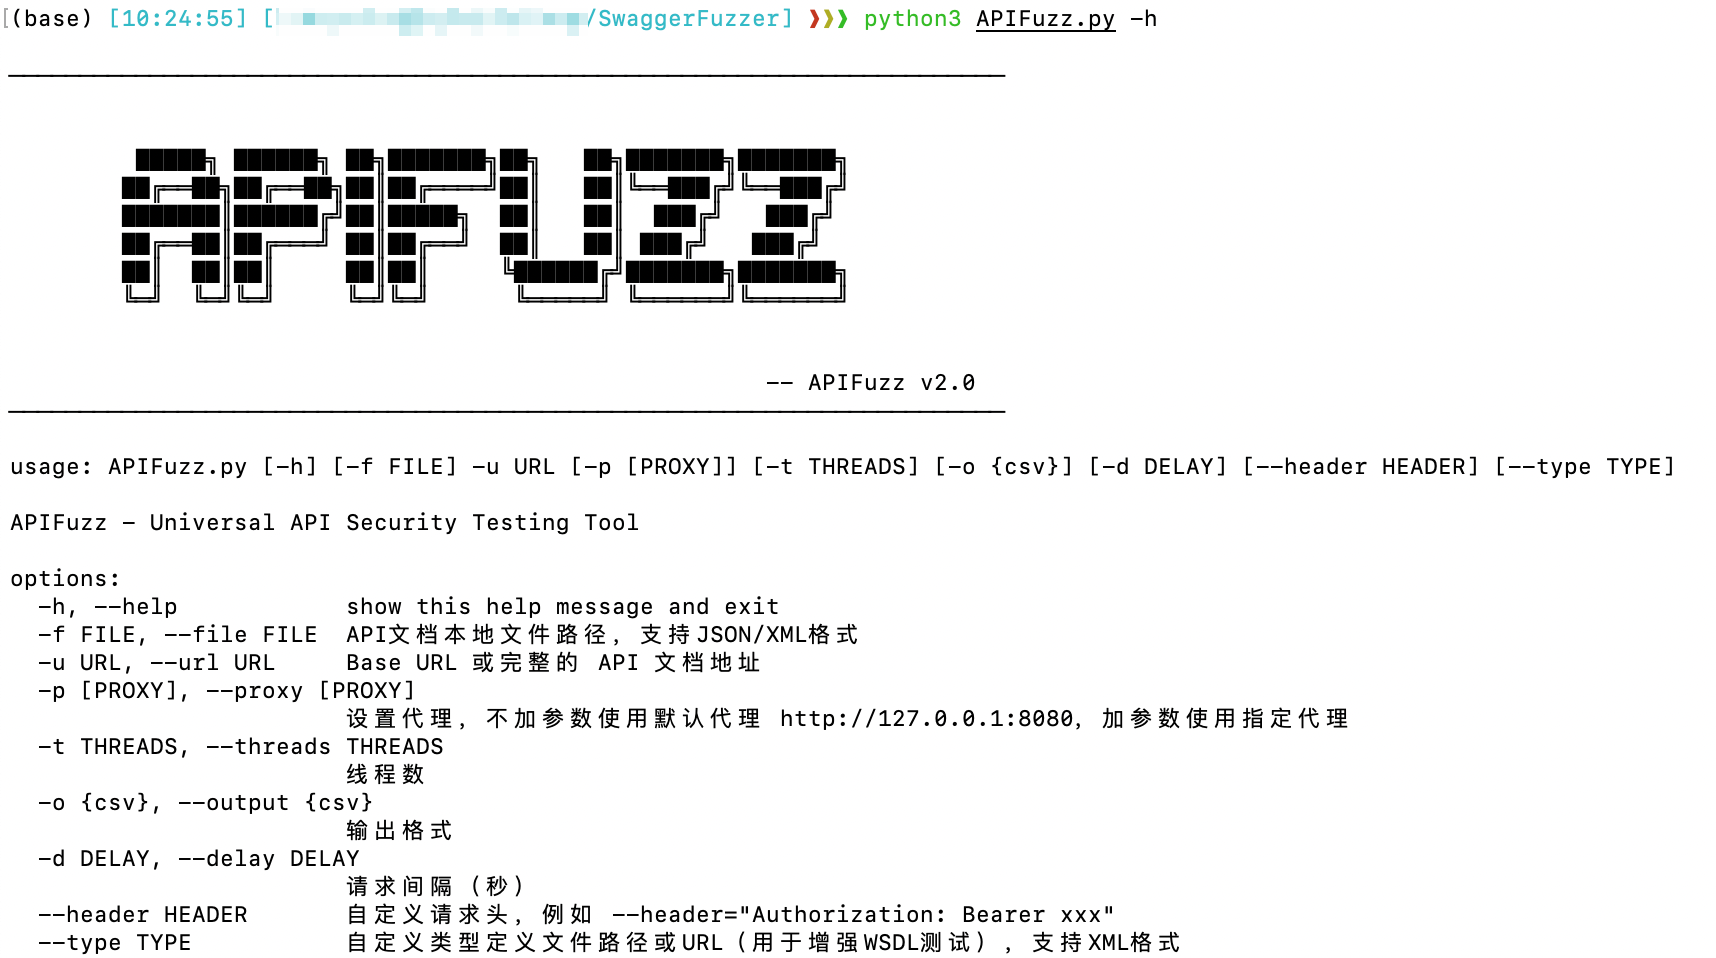 (base) [10:24:55] [/SwaggerFuzzer] ❯❯❯ python3 APIFuzz.py -h
APIFUZZ
-- APIFuzz v2.0
usage: APIFuzz.py [-h] [-f FILE] -u URL [-p [PROXY]] [-t THREADS] [-o {csv}] [-d DELAY] [--header HEADER] [--type TYPE]
APIFuzz - Universal API Security Testing Tool
options:
-h, --help show this help message and exit
-f FILE, --file FILE API文档本地文件路径，支持JSON/XML格式
-u URL, --url URL Base URL 或完整的 API 文档地址
-p [PROXY], --proxy [PROXY]
设置代理，不加参数使用默认代理 http://127.0.0.1:8080，加参数使用指定代理
-t THREADS, --threads THREADS
线程数
-o {csv}, --output {csv}
输出格式
-d DELAY, --delay DELAY
请求间隔（秒）
--header HEADER 自定义请求头，例如 --header="Authorization: Bearer xxx"
--type TYPE 自定义类型定义文件路径或URL（用于增强WSDL测试），支持XML格式